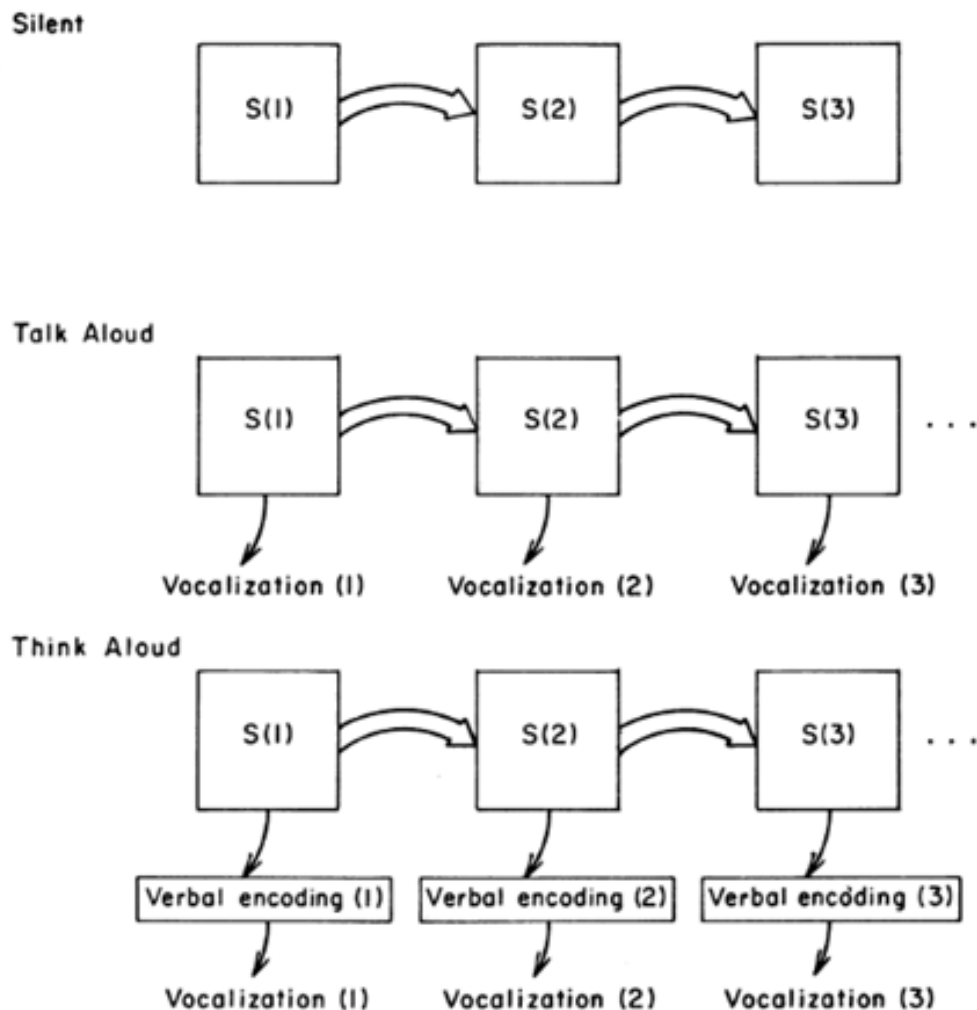 Silent
S(1) S(2) S(3)
Talk Aloud
S(1) S(2) S(3) ...
Vocalization (1) Vocalization (2) Vocalization (3)
Think Aloud
S(1) S(2) S(3) ...
Verbal encoding (1) Verbal encoding (2) Verbal encoding (3)
Vocalization (1) Vocalization (2) Vocalization (3)